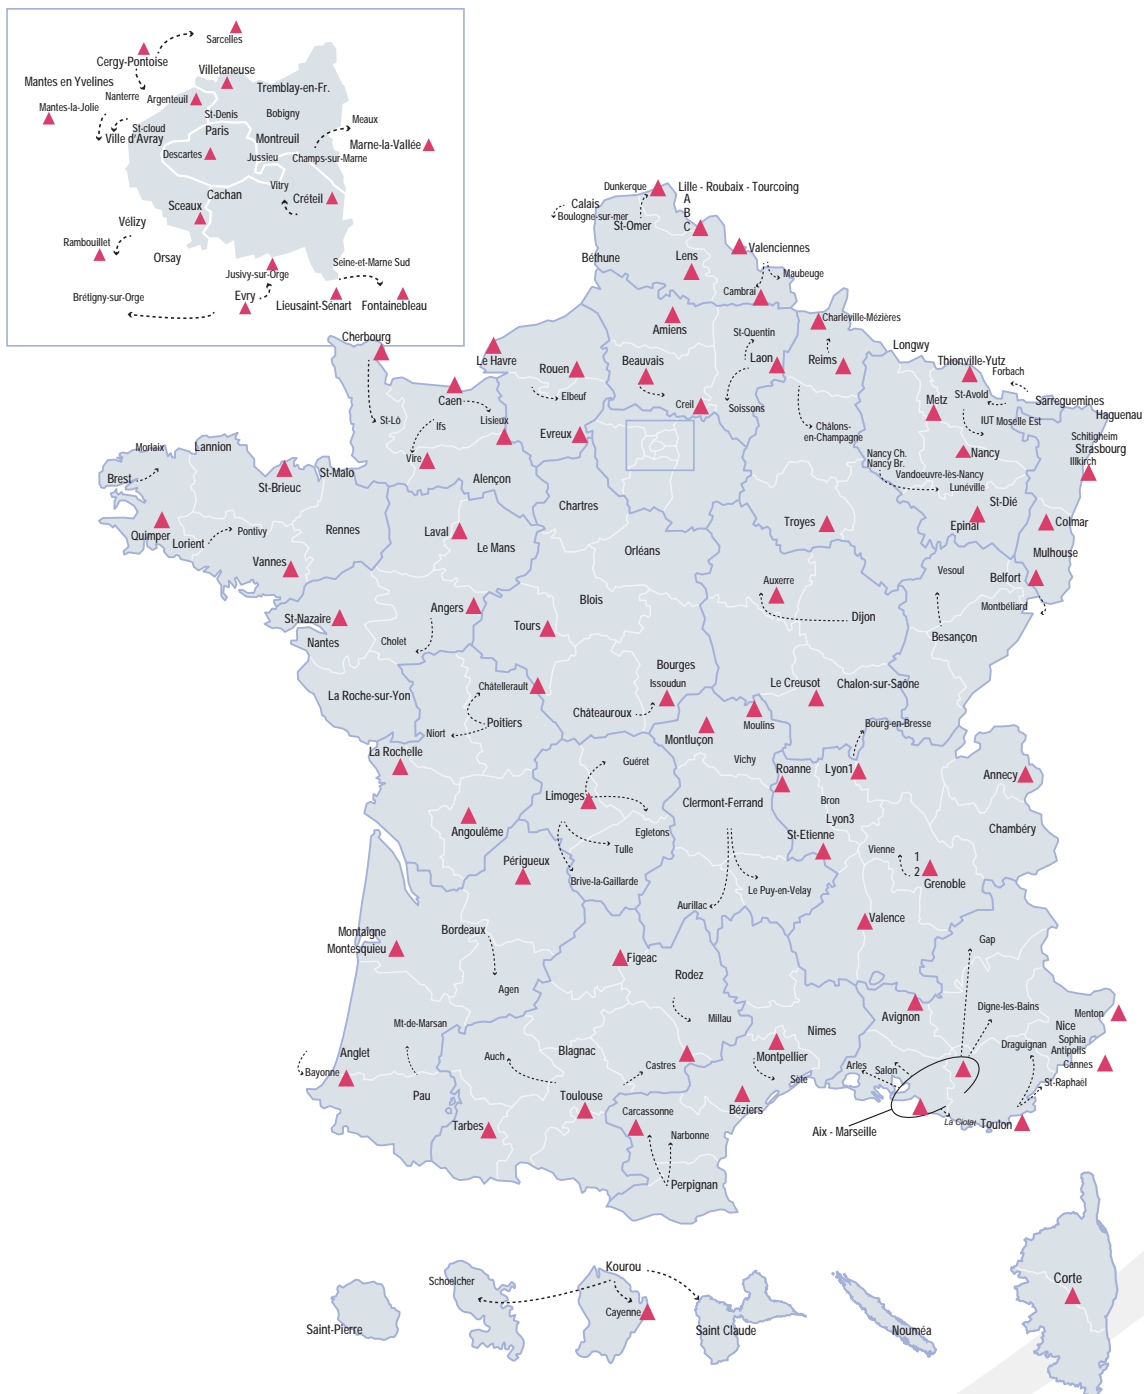 Sarcelles
Cergy-Pontoise
Mantes en Yvelines
Villetaneuse
Tremblay-en-Fr.
Nanterre
Argenteuil
Mantes-la-Jolie
St-Denis
Bobigny
Meaux
St-cloud
Ville d'Avray
Paris
Montreuil
Marne-la-Vallée
Descartes
Jussieu
Champs-sur-Marne
Vitry
Cachan
Créteil
Sceaux
Vélizy
Rambouillet
Orsay
Seine-et-Marne Sud
Jusivy-sur-Orge
Brétigny-sur-Orge
Evry
Lieusaint-Sénart
Fontainebleau
Dunkerque
Lille - Roubaix - Tourcoing
A
B
C
Calais
Boulogne-sur-mer
St-Omer
Valenciennes
Béthune
Lens
Maubeuge
Cambrai
Charleville-Mézières
Amiens
St-Quentin
Cherbourg
Le Havre
Rouen
Beauvais
Laon
Reims
Longwy
Thionville-Yutz
Forbach
Caen
Elbeuf
Creil
Soissons
Metz
St-Avold
Sarreguemines
Haguenau
St-Lô
Ifs
Lisieux
Evreux
Châlons-
en-Champagne
IUT Moselle Est
Schitigheim
Strasbourg
Illkirch
Morlaix
Lannion
Brest
St-Brieuc
St-Malo
Vire
Alençon
Nancy Ch.
Nancy Br.
Nancy
Vandoeuvre-lès-Nancy
Lunéville
Chartres
St-Dié
Quimper
Lorient
Pontivy
Rennes
Laval
Le Mans
Troyes
Epinal
Colmar
Orléans
Mulhouse
Vannes
Vesoul
Belfort
Auxerre
Montbéliard
St-Nazaire
Angers
Blois
Tours
Dijon
Besançon
Nantes
Cholet
Bourges
La Roche-sur-Yon
Châtellerault
Issoudun
Le Creusot
Chalon-sur-Saône
Châteauroux
Poitiers
Niort
Montluçon
Moulins
Bourg-en-Bresse
La Rochelle
Guéret
Vichy
Roanne
Lyon1
Annecy
Limoges
Clermont-Ferrand
Bron
Lyon3
Angoulême
Egletons
St-Etienne
Chambéry
Tulle
Vienne
1
2
Périgueux
Brive-la-Gaillarde
Le Puy-en-Velay
Grenoble
Aurillac
Valence
Montaigne
Montesquieu
Bordeaux
Gap
Figeac
Rodez
Agen
Digne-les-Bains
Mt-de-Marsan
Millau
Avignon
Menton
Nîmes
Nice
Sophia
Antipolis
Anglet
Auch
Blagnac
Montpellier
Draguignan
Bayonne
Castres
Sète
Arles
Salon
Cannes
Pau
St-Raphaël
Toulouse
Carcassonne
Béziers
Tarbes
Narbonne
Aix - Marseille
La Ciotat
Toulon
Perpignan
Kourou
Schoelcher
Corte
Cayenne
Saint-Pierre
Saint Claude
Nouméa